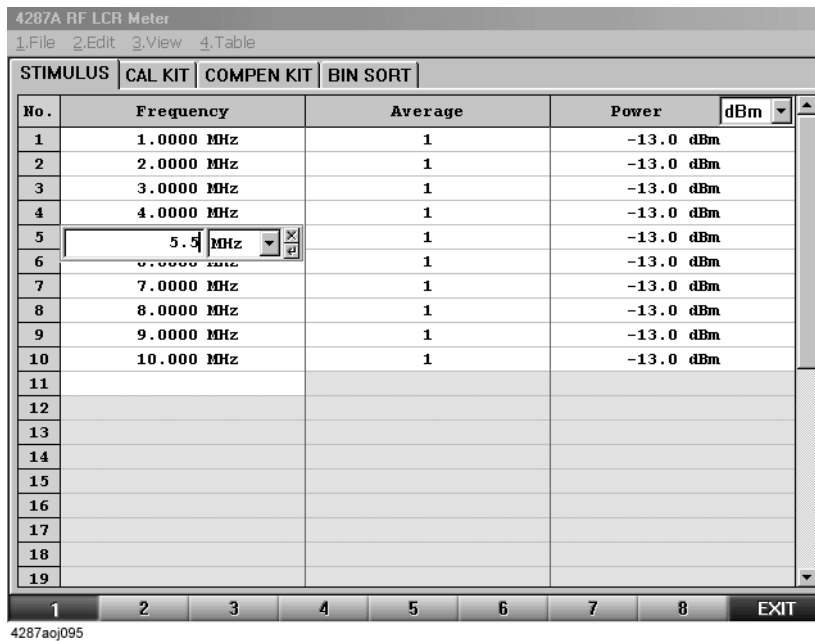 4287A RF LCR Meter
1.File 2.Edit 3.View 4.Table
STIMULUS CAL KIT COMPEN KIT BIN SORT
No. Frequency Average Power dBm
1 1.0000 MHz 1 -13.0 dBm
2 2.0000 MHz 1 -13.0 dBm
3 3.0000 MHz 1 -13.0 dBm
4 4.0000 MHz 1 -13.0 dBm
5 5.5 MHz 1 -13.0 dBm
6 1 -13.0 dBm
7 7.0000 MHz 1 -13.0 dBm
8 8.0000 MHz 1 -13.0 dBm
9 9.0000 MHz 1 -13.0 dBm
10 10.000 MHz 1 -13.0 dBm
11
12
13
14
15
16
17
18
19
1 2 3 4 5 6 7 8 EXIT
4287aoj095